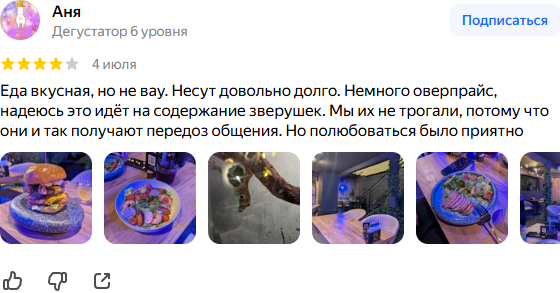 Аня
Подписаться
Дегустатор 6 уровня
4 июля
Еда вкусная, но не вау. Несут довольно долго. Немного оверпрайс,
надеюсь это идёт на содержание зверушек. Мы их не трогали, потому что
они и так получают передоз общения. Но полюбоваться было приятно